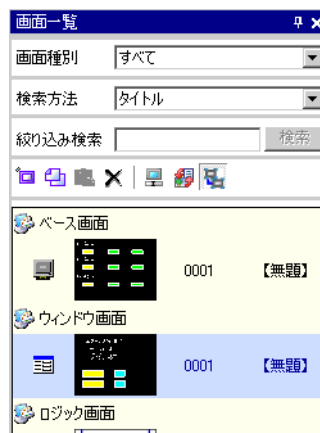 画面一覧
画面種別 すべて
検索方法 タイトル
絞り込み検索 検索
ベース画面
0001 【無題】
ウィンドウ画面
0001 【無題】
ロジック画面